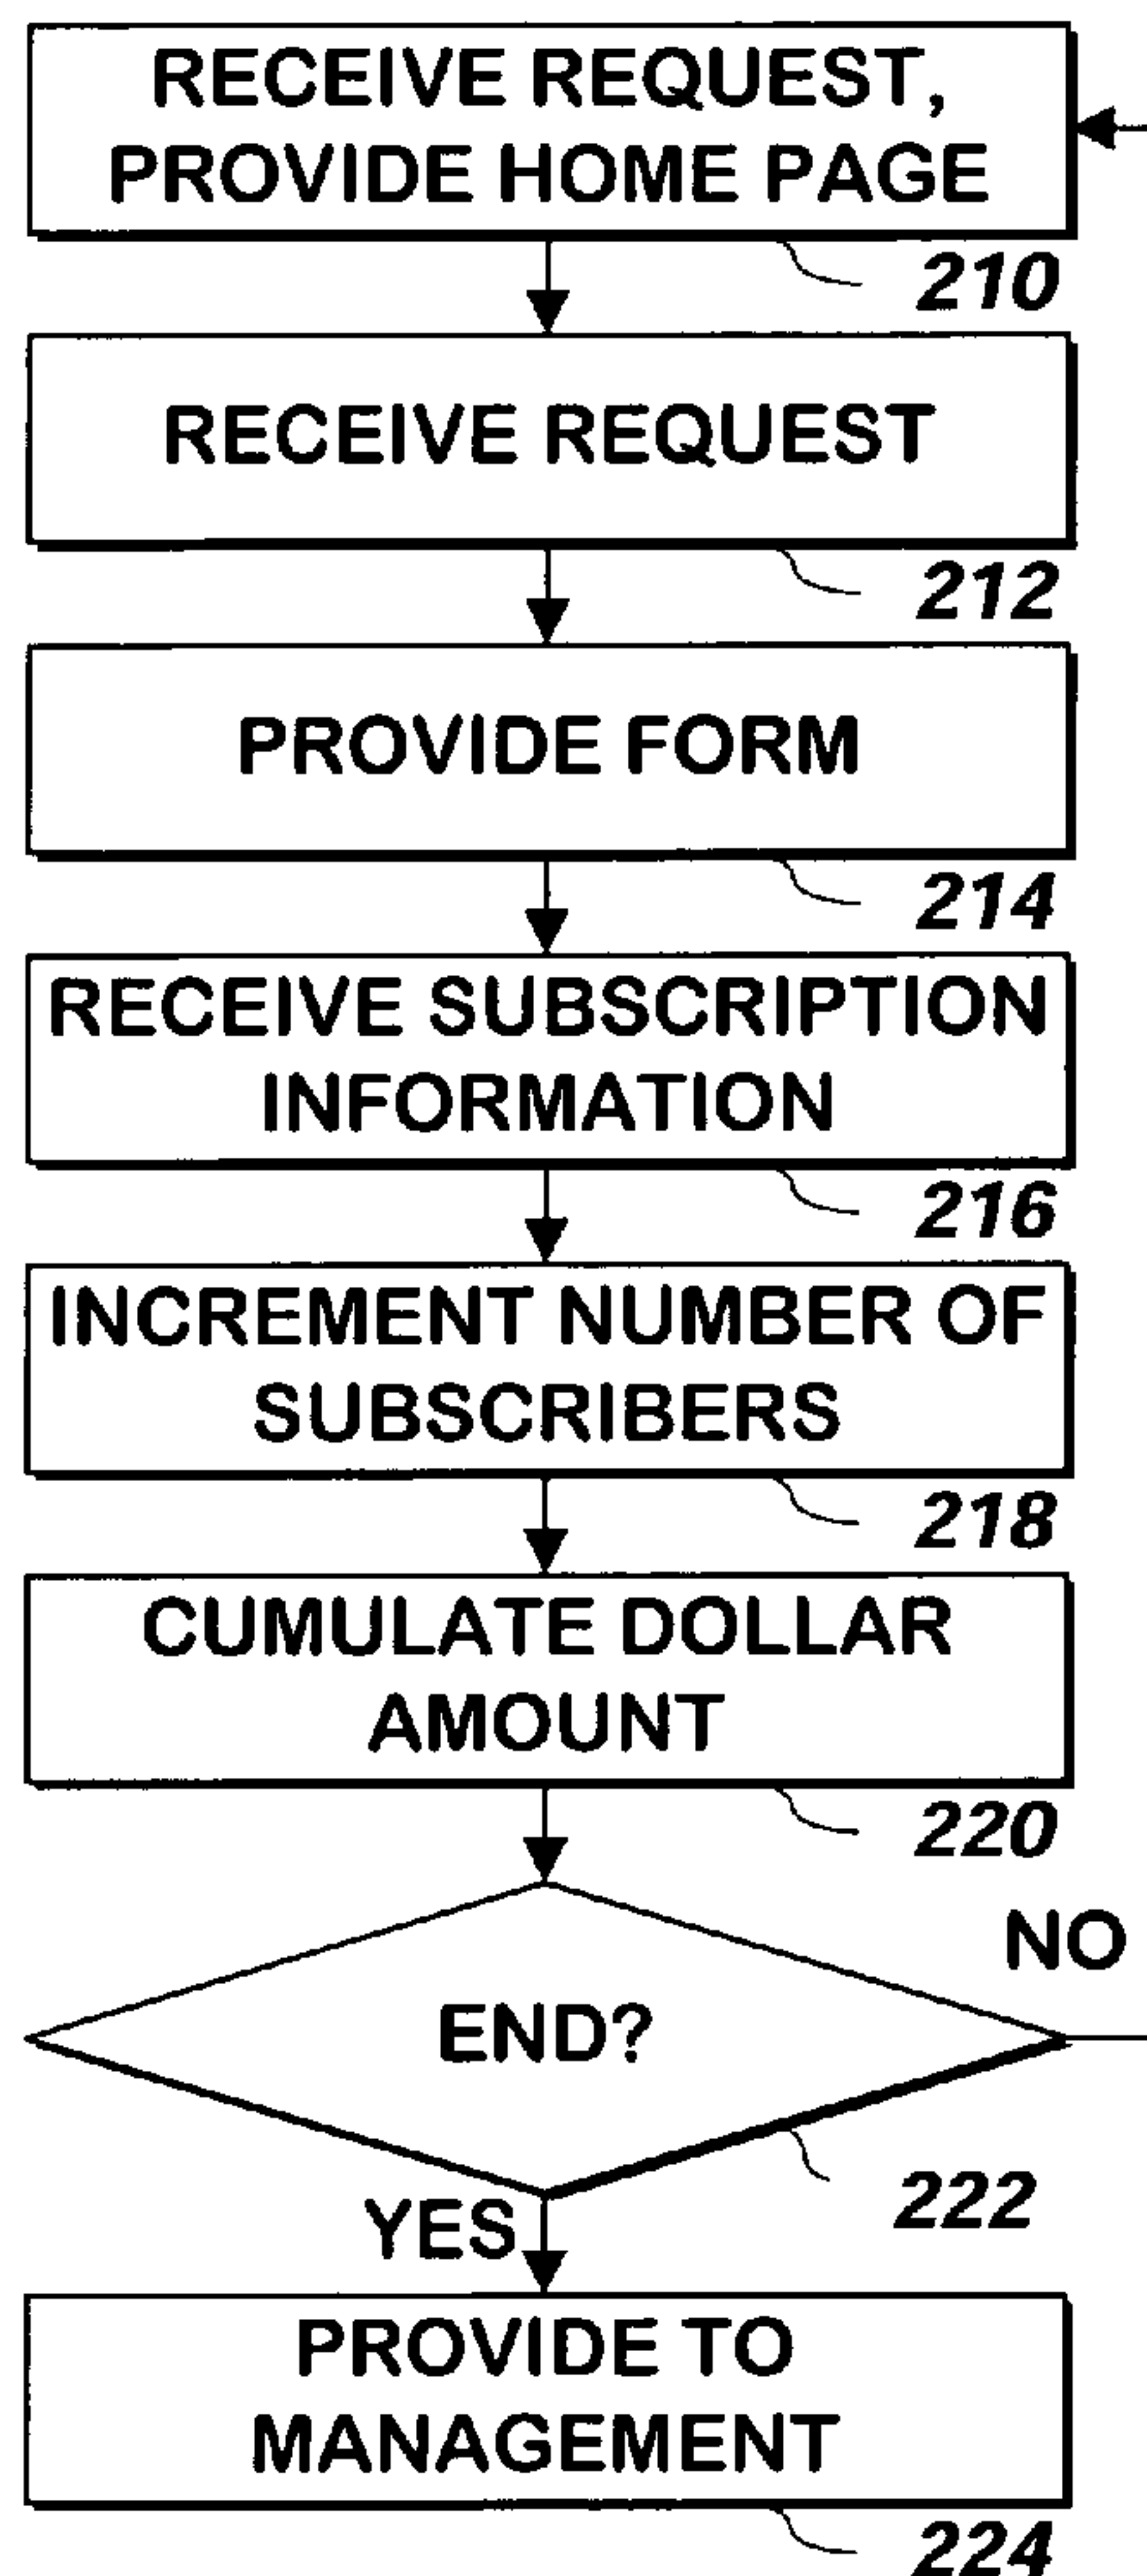 RECEIVE REQUEST,
PROVIDE HOME PAGE
210
RECEIVE REQUEST
212
PROVIDE FORM
214
RECEIVE SUBSCRIPTION
INFORMATION
216
INCREMENT NUMBER OF
SUBSCRIBERS
218
CUMULATE DOLLAR
AMOUNT
220
NO
END?
222
YES
PROVIDE TO
MANAGEMENT
224